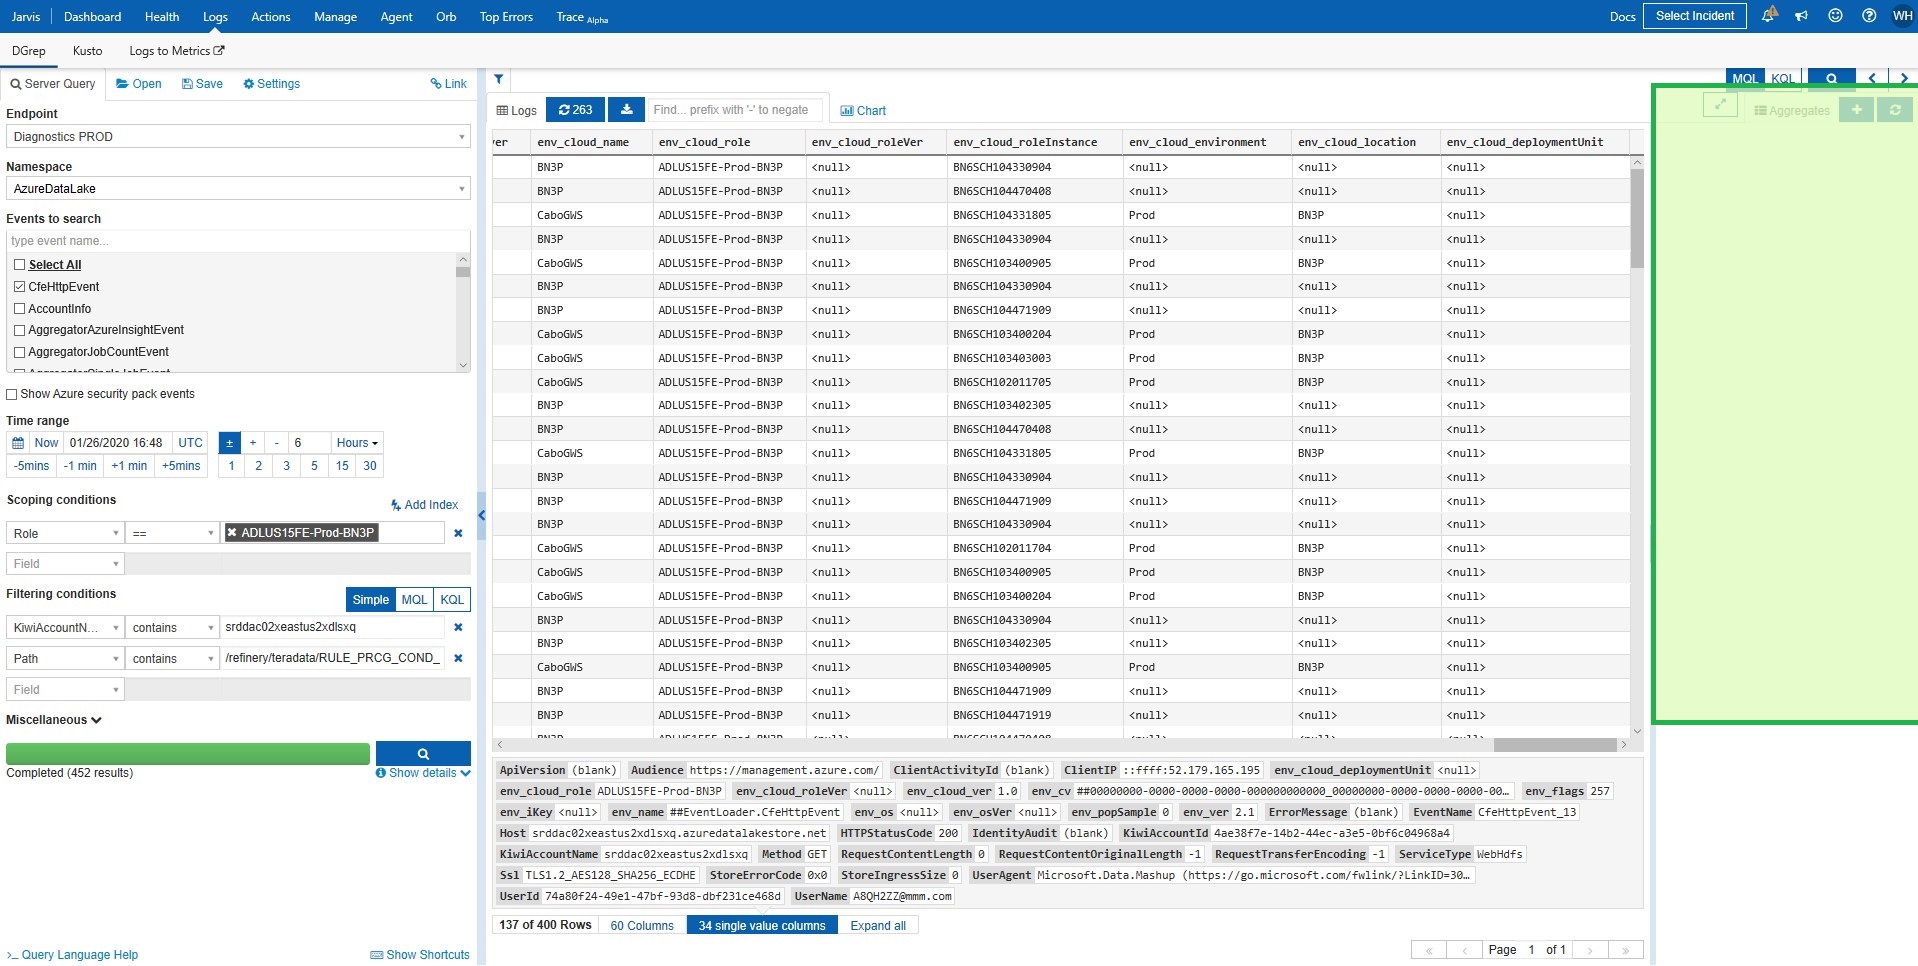 Jarvis Dashboard Health Logs Actions Manage Agent Orb Top Errors Trace Alpha Docs Select Incident WH
DGrep Kusto Logs to Metrics
Server Query Open Save Settings Link
MQL KQL
Endpoint
Diagnostics PROD
Namespace
AzureDataLake
Events to search
type event name...
Select All
CfeHttpEvent
AccountInfo
AggregatorAzureInsightEvent
AggregatorJobCountEvent
AggregatorSingleJobEvent
Show Azure security pack events
Time range
Now 01/26/2020 16:48 UTC ± + - 6 Hours
-5mins -1 min +1 min +5mins 1 2 3 5 15 30
Scoping conditions Add Index
Role == ADLUS15FE-Prod-BN3P
Field
Filtering conditions Simple MQL KQL
KiwiAccountN... contains srddac02xeastus2xdlsxq
Path contains /refinery/teradata/RULE_PRCG_COND_
Field
Miscellaneous
Completed (452 results) Show details
>_ Query Language Help Show Shortcuts
Logs 263 Find... prefix with '-' to negate Chart Aggregates
ver env_cloud_name env_cloud_role env_cloud_roleVer env_cloud_roleInstance env_cloud_environment env_cloud_location env_cloud_deploymentUnit
BN3P ADLUS15FE-Prod-BN3P <null> BN6SCH104330904 <null> <null> <null>
BN3P ADLUS15FE-Prod-BN3P <null> BN6SCH104470408 <null> <null> <null>
CaboGWS ADLUS15FE-Prod-BN3P <null> BN6SCH104331805 Prod BN3P <null>
BN3P ADLUS15FE-Prod-BN3P <null> BN6SCH104330904 <null> <null> <null>
CaboGWS ADLUS15FE-Prod-BN3P <null> BN6SCH103400905 Prod BN3P <null>
BN3P ADLUS15FE-Prod-BN3P <null> BN6SCH104330904 <null> <null> <null>
BN3P ADLUS15FE-Prod-BN3P <null> BN6SCH104471909 <null> <null> <null>
CaboGWS ADLUS15FE-Prod-BN3P <null> BN6SCH103400204 Prod BN3P <null>
CaboGWS ADLUS15FE-Prod-BN3P <null> BN6SCH103403003 Prod BN3P <null>
CaboGWS ADLUS15FE-Prod-BN3P <null> BN6SCH102011705 Prod BN3P <null>
BN3P ADLUS15FE-Prod-BN3P <null> BN6SCH103402305 <null> <null> <null>
BN3P ADLUS15FE-Prod-BN3P <null> BN6SCH104470408 <null> <null> <null>
CaboGWS ADLUS15FE-Prod-BN3P <null> BN6SCH104331805 Prod BN3P <null>
BN3P ADLUS15FE-Prod-BN3P <null> BN6SCH104330904 <null> <null> <null>
BN3P ADLUS15FE-Prod-BN3P <null> BN6SCH104471909 <null> <null> <null>
BN3P ADLUS15FE-Prod-BN3P <null> BN6SCH104330904 <null> <null> <null>
CaboGWS ADLUS15FE-Prod-BN3P <null> BN6SCH102011704 Prod BN3P <null>
CaboGWS ADLUS15FE-Prod-BN3P <null> BN6SCH103400905 Prod BN3P <null>
CaboGWS ADLUS15FE-Prod-BN3P <null> BN6SCH103400204 Prod BN3P <null>
BN3P ADLUS15FE-Prod-BN3P <null> BN6SCH104330904 <null> <null> <null>
BN3P ADLUS15FE-Prod-BN3P <null> BN6SCH103402305 <null> <null> <null>
CaboGWS ADLUS15FE-Prod-BN3P <null> BN6SCH103400905 Prod BN3P <null>
BN3P ADLUS15FE-Prod-BN3P <null> BN6SCH104471909 <null> <null> <null>
BN3P ADLUS15FE-Prod-BN3P <null> BN6SCH104471919 <null> <null> <null>
BN3P ADLUS15FE-Prod-BN3P <null> BN6SCH104470408 <null> <null> <null>
ApiVersion (blank) Audience https://management.azure.com/ ClientActivityId (blank) ClientIP ::ffff:52.179.165.195 env_cloud_deploymentUnit <null>
env_cloud_role ADLUS15FE-Prod-BN3P env_cloud_roleVer <null> env_cloud_ver 1.0 env_cv ##00000000-0000-0000-0000-000000000000_00000000-0000-0000-0000-00... env_flags 257
env_iKey <null> env_name ##EventLoader.CfeHttpEvent env_os <null> env_osVer <null> env_popSample 0 env_ver 2.1 ErrorMessage (blank) EventName CfeHttpEvent_13
Host srddac02xeastus2xdlsxq.azuredatalakestore.net HTTPStatusCode 200 IdentityAudit (blank) KiwiAccountId 4ae38f7e-14b2-44ec-a3e5-0bf6c04968a4
KiwiAccountName srddac02xeastus2xdlsxq Method GET RequestContentLength 0 RequestContentOriginalLength -1 RequestTransferEncoding -1 ServiceType WebHdfs
Ssl TLS1.2_AES128_SHA256_ECDHE StoreErrorCode 0x0 StoreIngressSize 0 UserAgent Microsoft.Data.Mashup (https://go.microsoft.com/fwlink/?LinkID=30...
UserId 74a80f24-49e1-47bf-93d8-dbf231ce468d UserName A8QH2ZZ@mmm.com
137 of 400 Rows 60 Columns 34 single value columns Expand all
« ‹ Page 1 of 1 › »